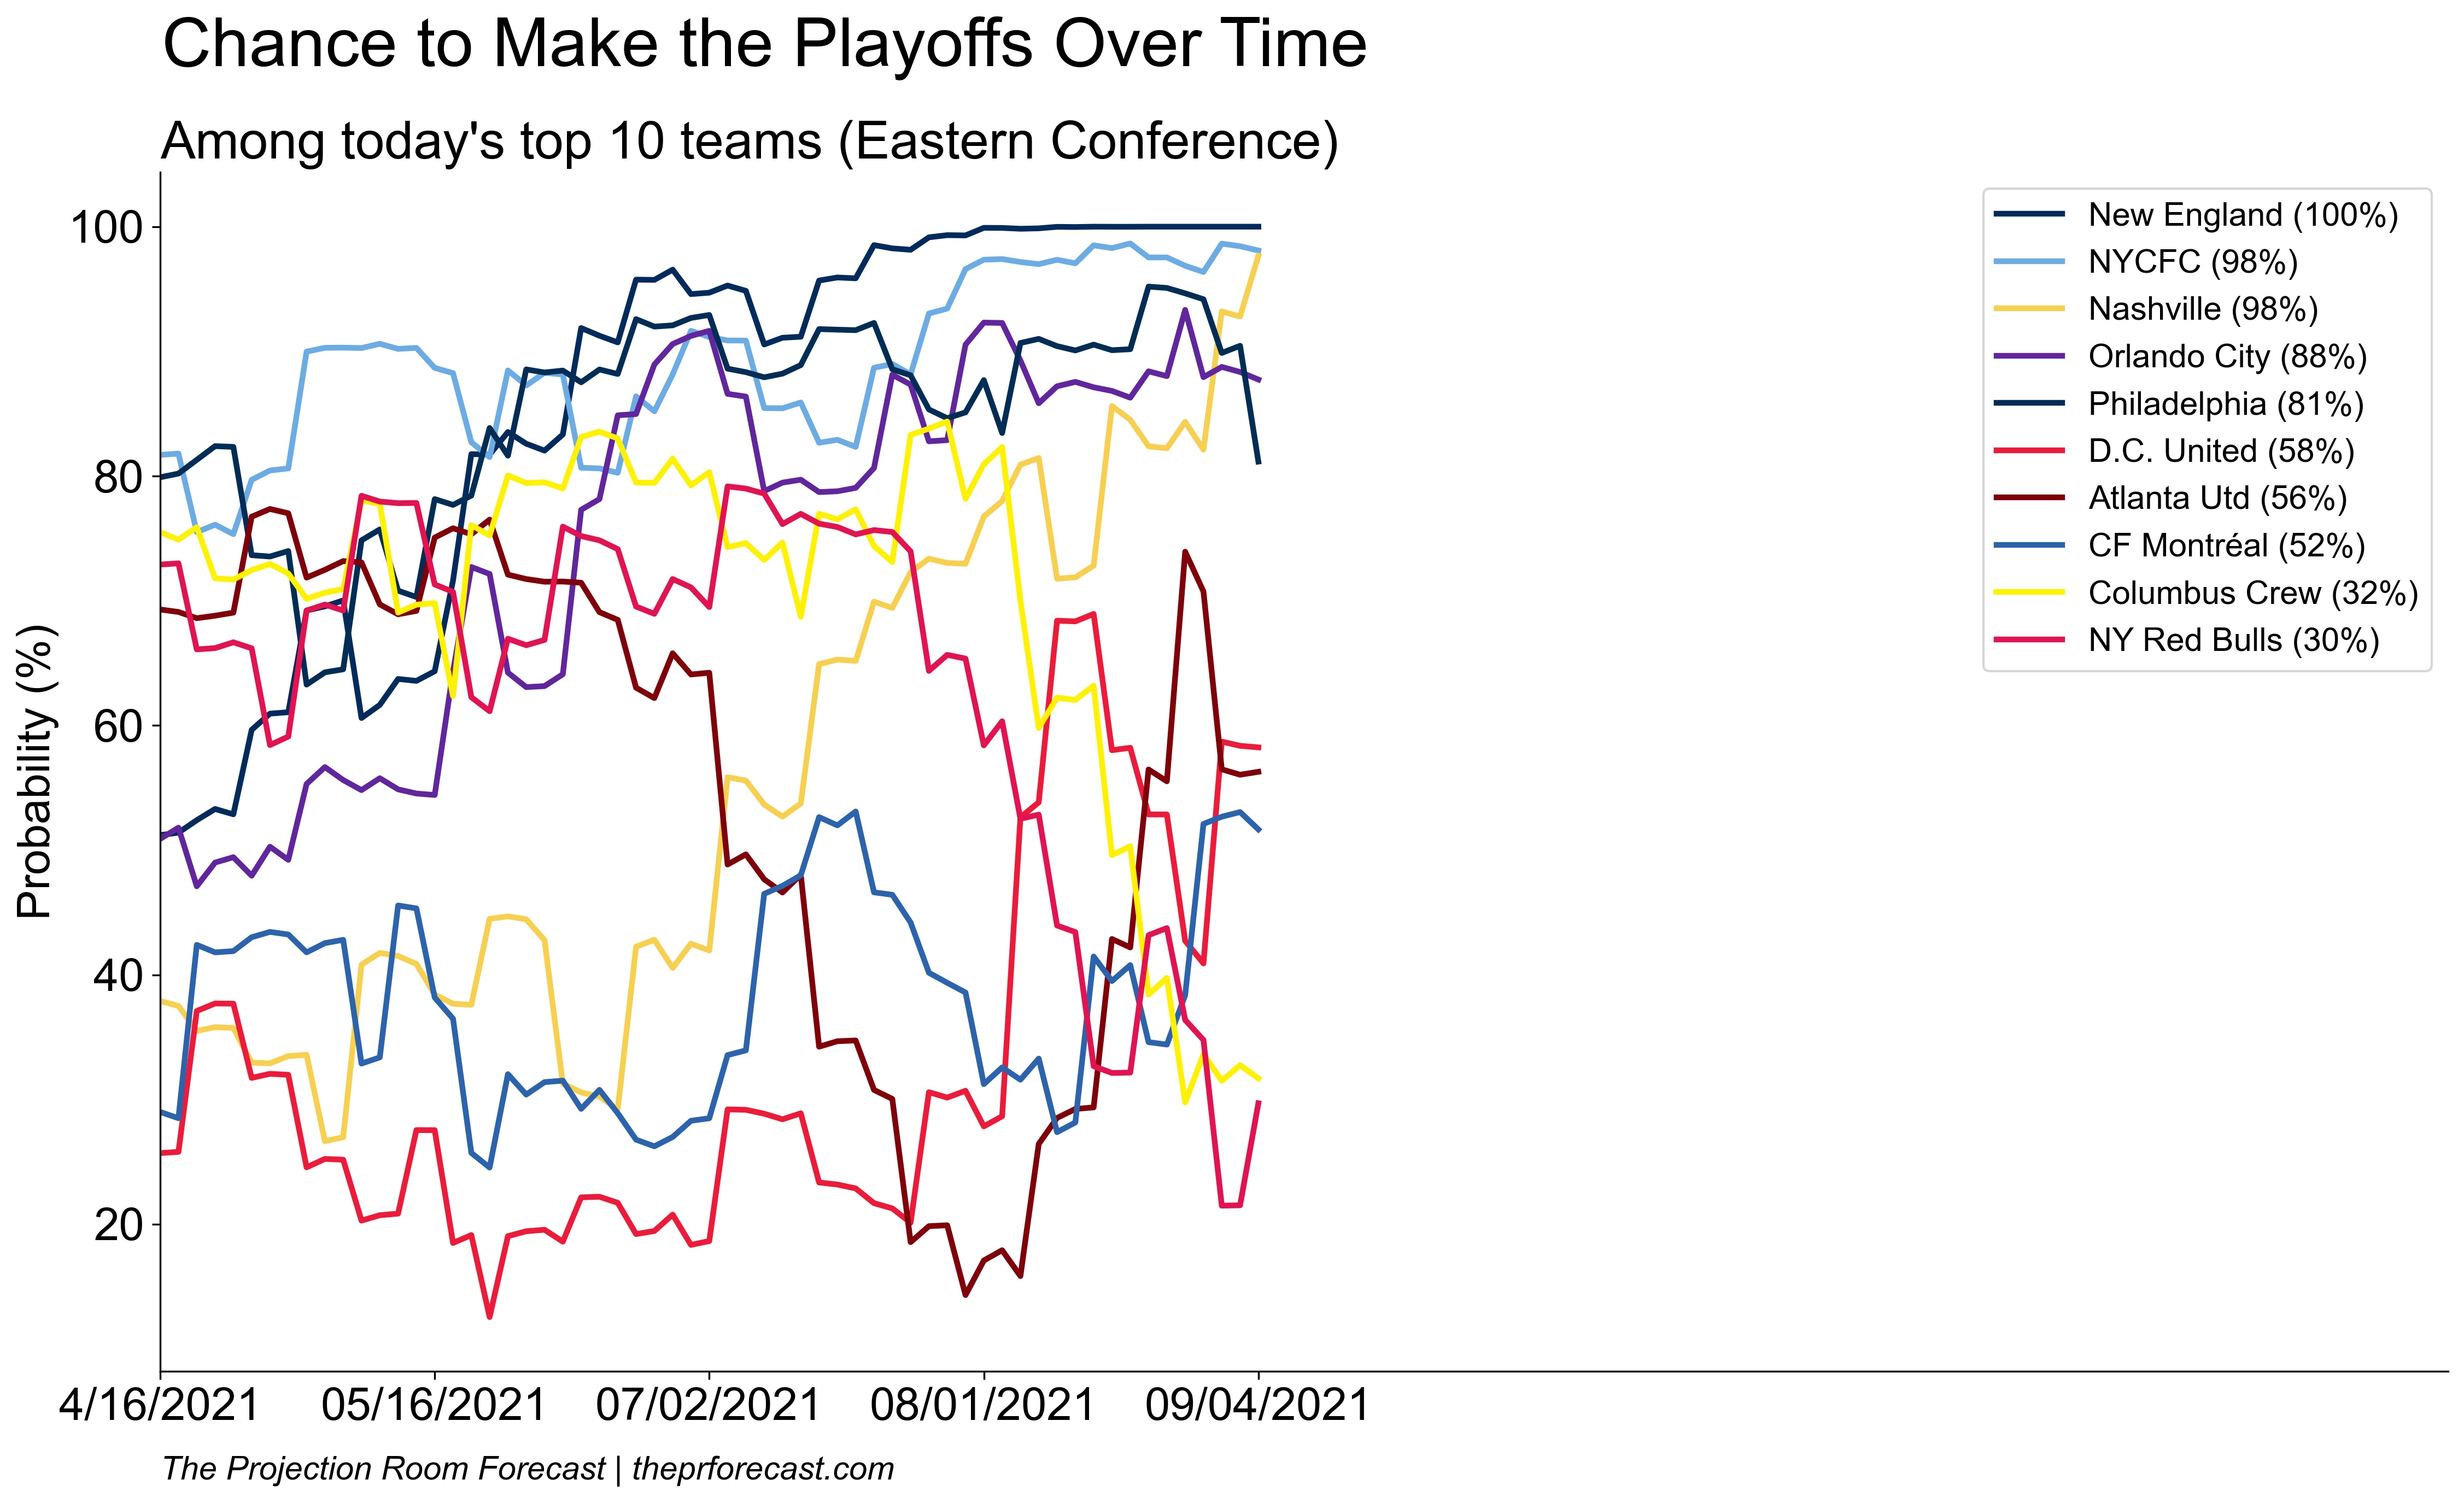 Chance to Make the Playoffs Over Time
Among today's top 10 teams (Eastern Conference)
Probability (%)
100
80
60
40
20
4/16/2021
05/16/2021
07/02/2021
08/01/2021
09/04/2021
New England (100%)
NYCFC (98%)
Nashville (98%)
Orlando City (88%)
Philadelphia (81%)
D.C. United (58%)
Atlanta Utd (56%)
CF Montréal (52%)
Columbus Crew (32%)
NY Red Bulls (30%)
The Projection Room Forecast | theprforecast.com